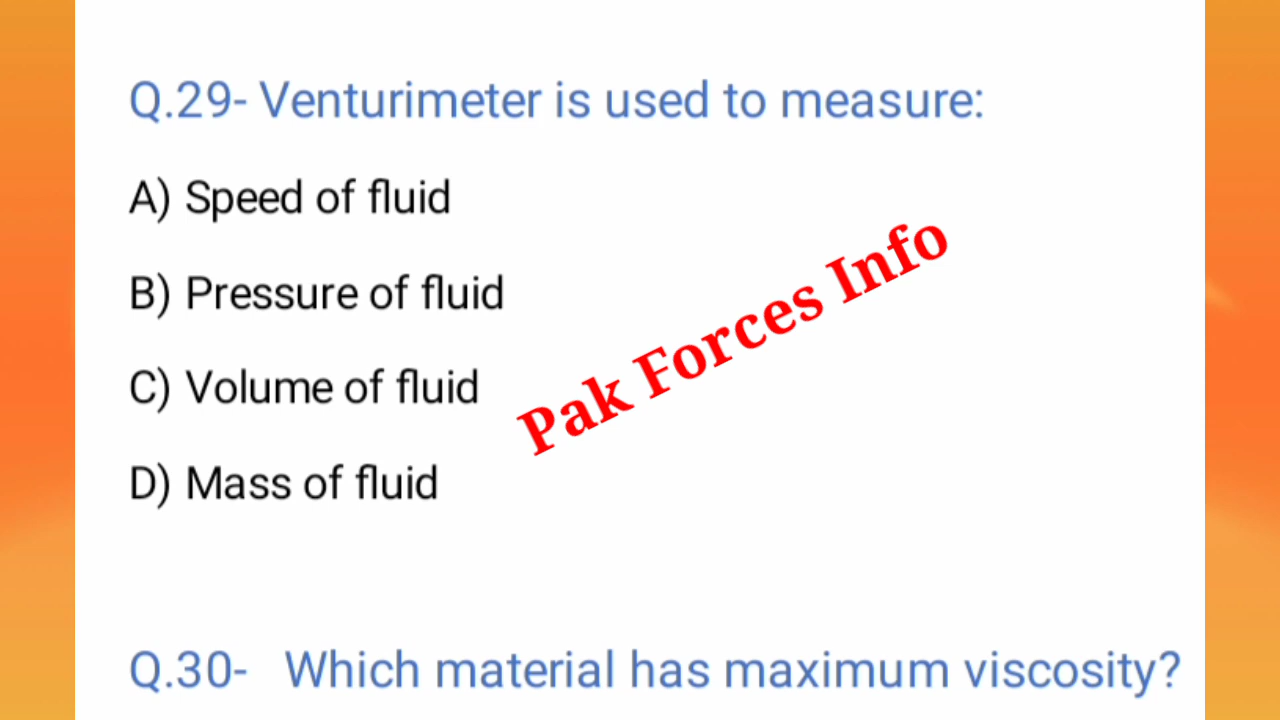 Q.29- Venturimeter is used to measure:
A) Speed of fluid
B) Pressure of fluid
C) Volume of fluid
D) Mass of fluid
Pak Forces Info
Q.30- Which material has maximum viscosity?